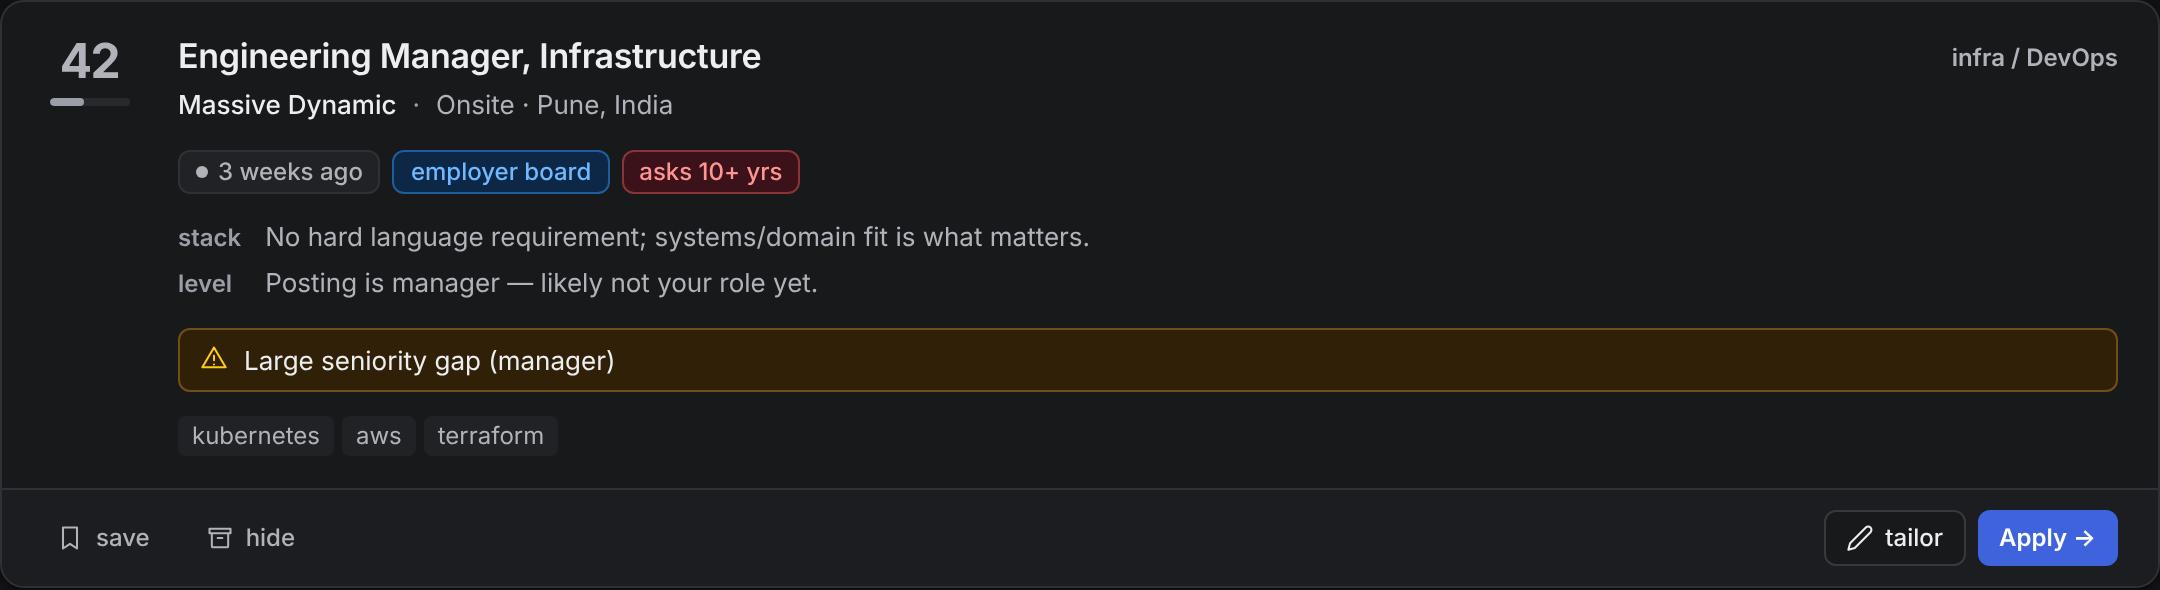 42
Engineering Manager, Infrastructure
infra / DevOps
Massive Dynamic · Onsite · Pune, India
3 weeks ago
employer board
asks 10+ yrs
stack No hard language requirement; systems/domain fit is what matters.
level Posting is manager — likely not your role yet.
Large seniority gap (manager)
kubernetes
aws
terraform
save
hide
tailor
Apply →